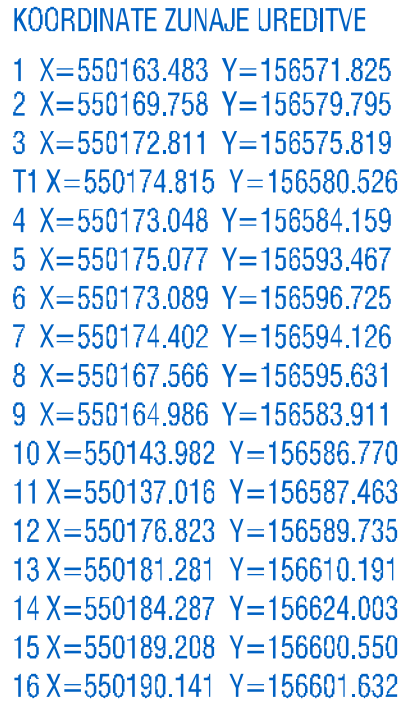 KOORDINATE ZUNAJE UREDITVE
1 X=550163.483 Y=156571.825
2 X=550169.758 Y=156579.795
3 X=550172.811 Y=156575.819
T1 X=550174.815 Y=156580.526
4 X=550173.048 Y=156584.159
5 X=550175.077 Y=156593.467
6 X=550173.089 Y=156596.725
7 X=550174.402 Y=156594.126
8 X=550167.566 Y=156595.631
9 X=550164.986 Y=156583.911
10 X=550143.982 Y=156586.770
11 X=550137.016 Y=156587.463
12 X=550176.823 Y=156589.735
13 X=550181.281 Y=156610.191
14 X=550184.287 Y=156624.003
15 X=550189.208 Y=156600.550
16 X=550190.141 Y=156601.632